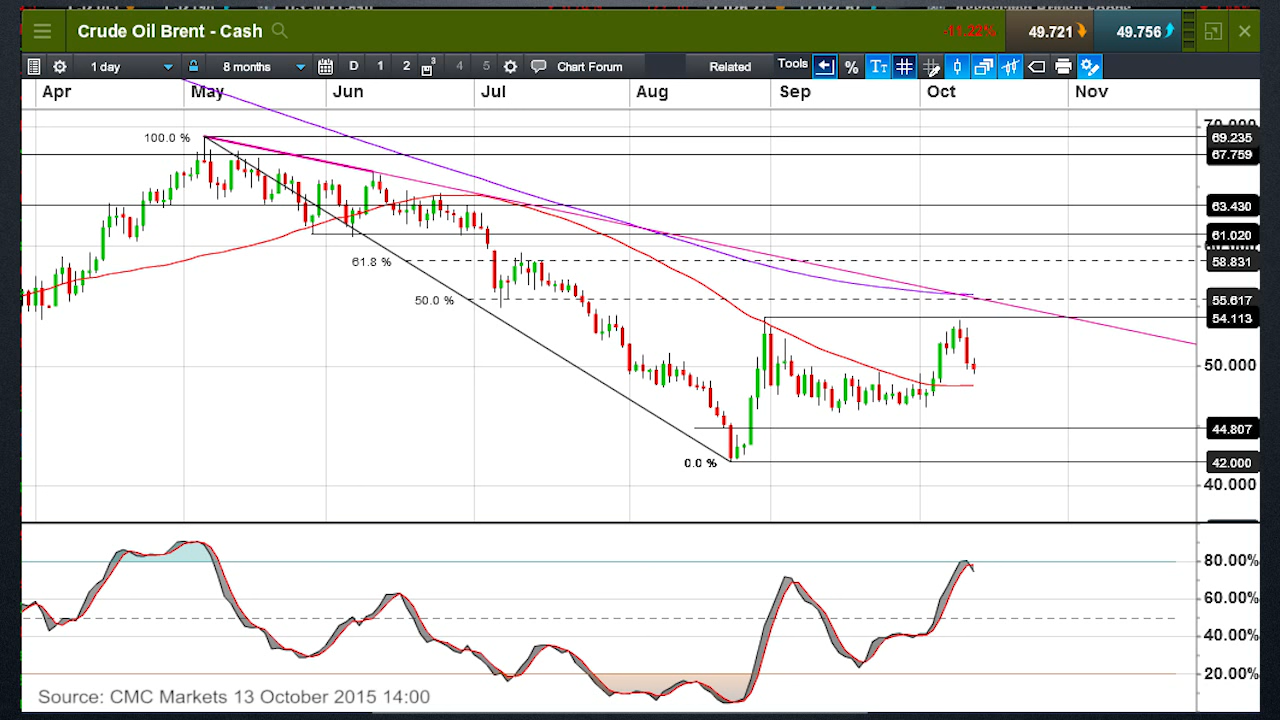 Crude Oil Brent - Cash
-11.22%
49.721
49.756
1 day
8 months
D
1
2
3
4
5
Chart Forum
Related
Tools
%
Tт
Apr
May
Jun
Jul
Aug
Sep
Oct
Nov
100.0 %
61.8 %
50.0 %
0.0 %
70.000
69.235
67.759
63.430
61.020
58.831
55.617
54.113
50.000
44.807
42.000
40.000
80.00%
60.00%
40.00%
20.00%
Source: CMC Markets 13 October 2015 14:00